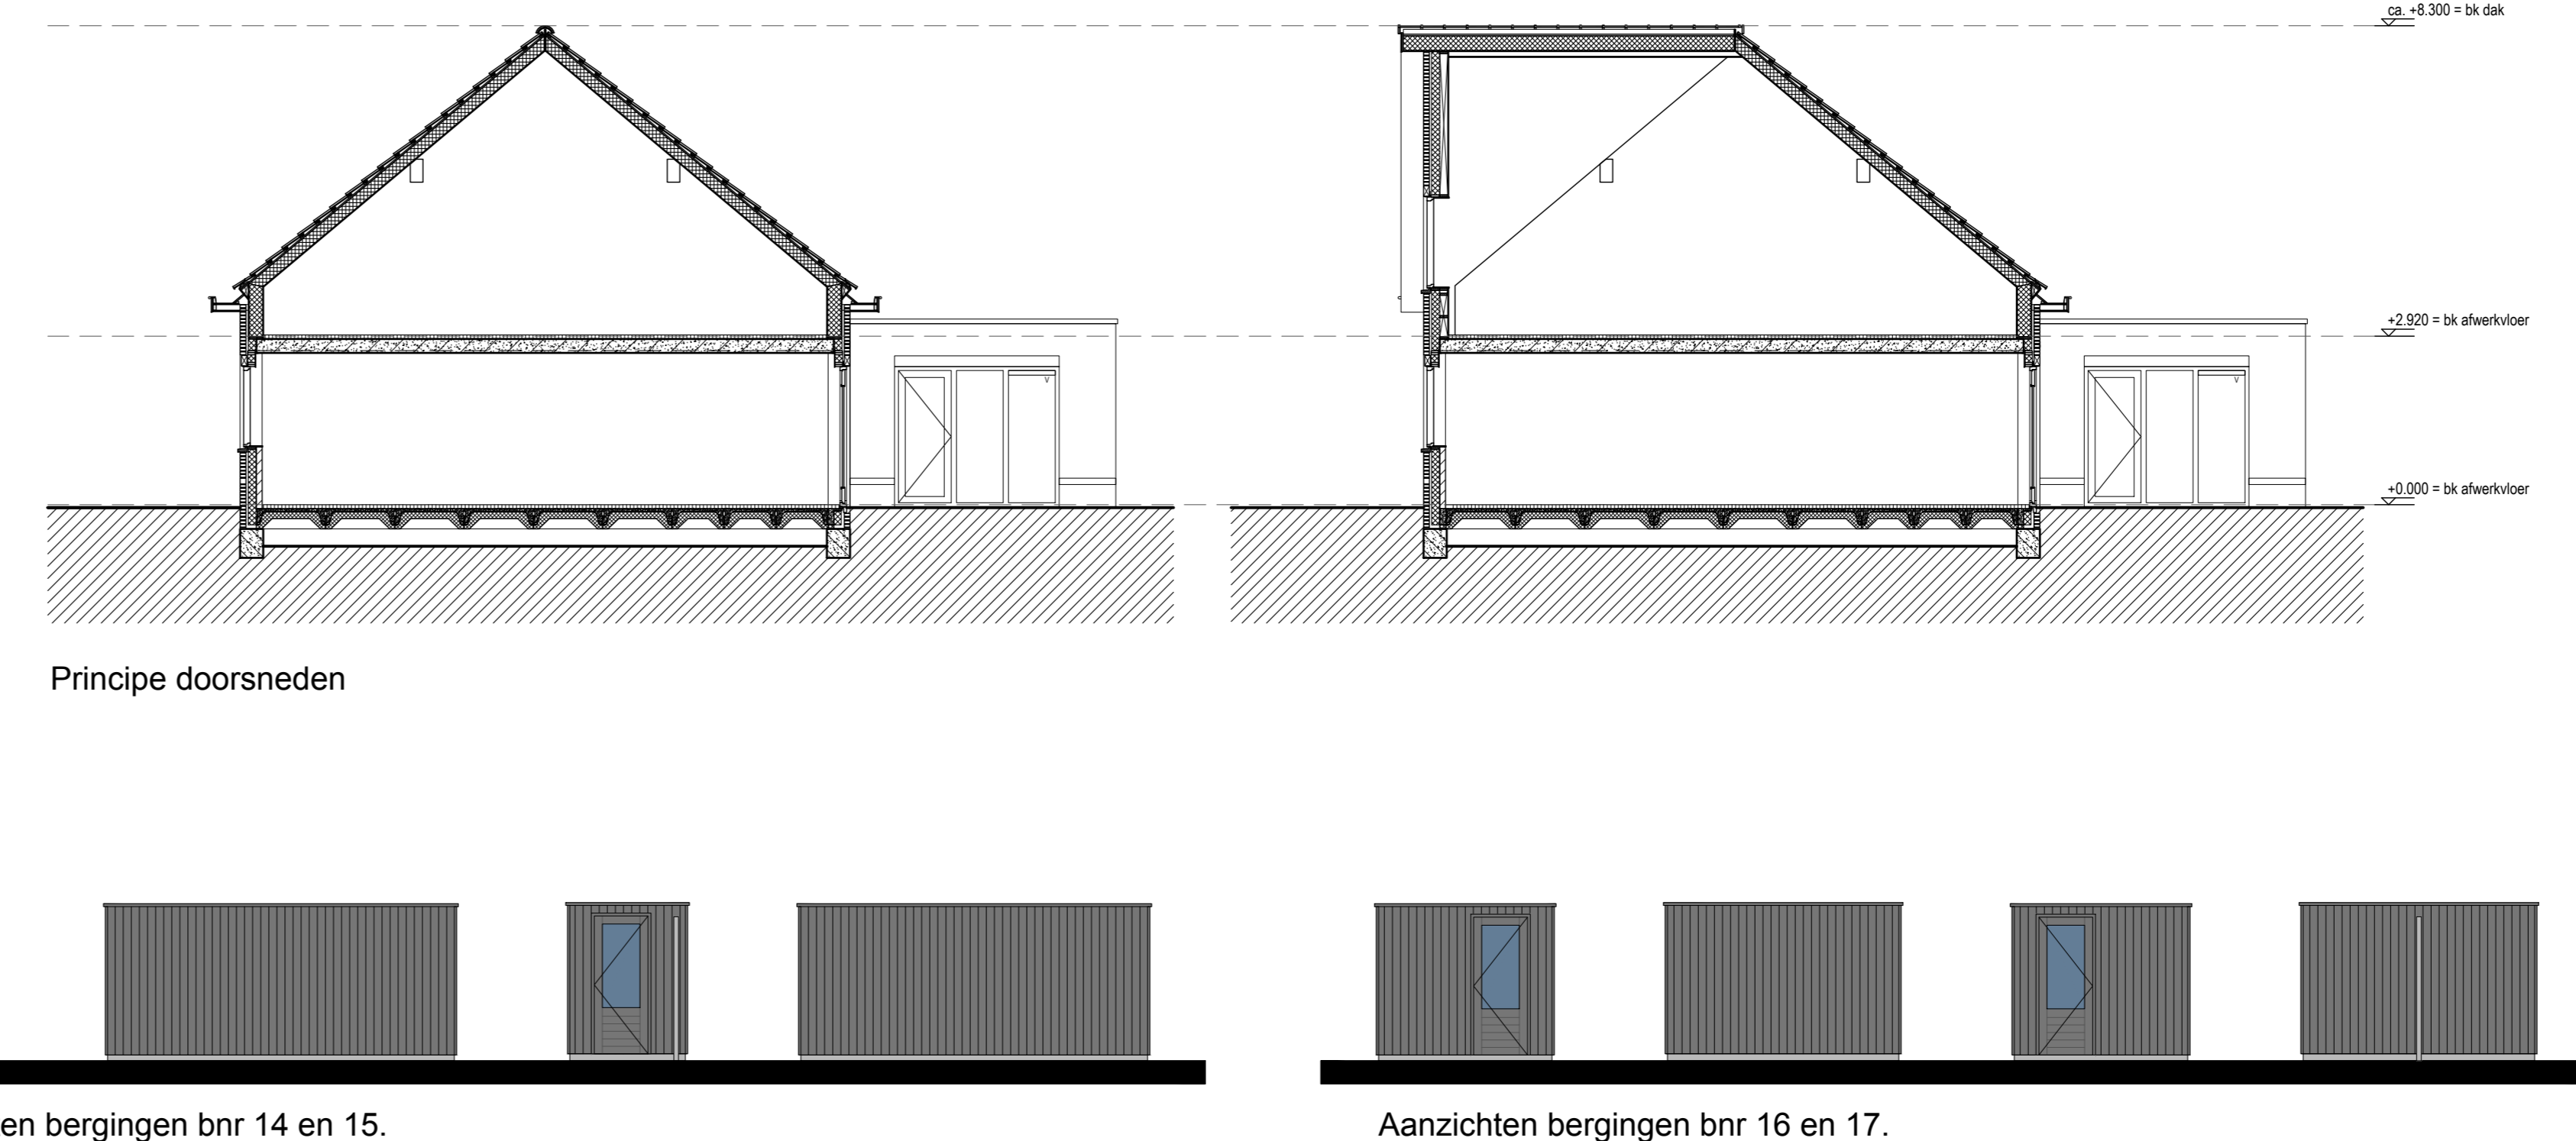 ca. +8.300 = bk dak
+2.920 = bk afwerkvloer
V
V
+0.000 = bk afwerkvloer
Principe doorsneden
en bergingen bnr 14 en 15.
Aanzichten bergingen bnr 16 en 17.